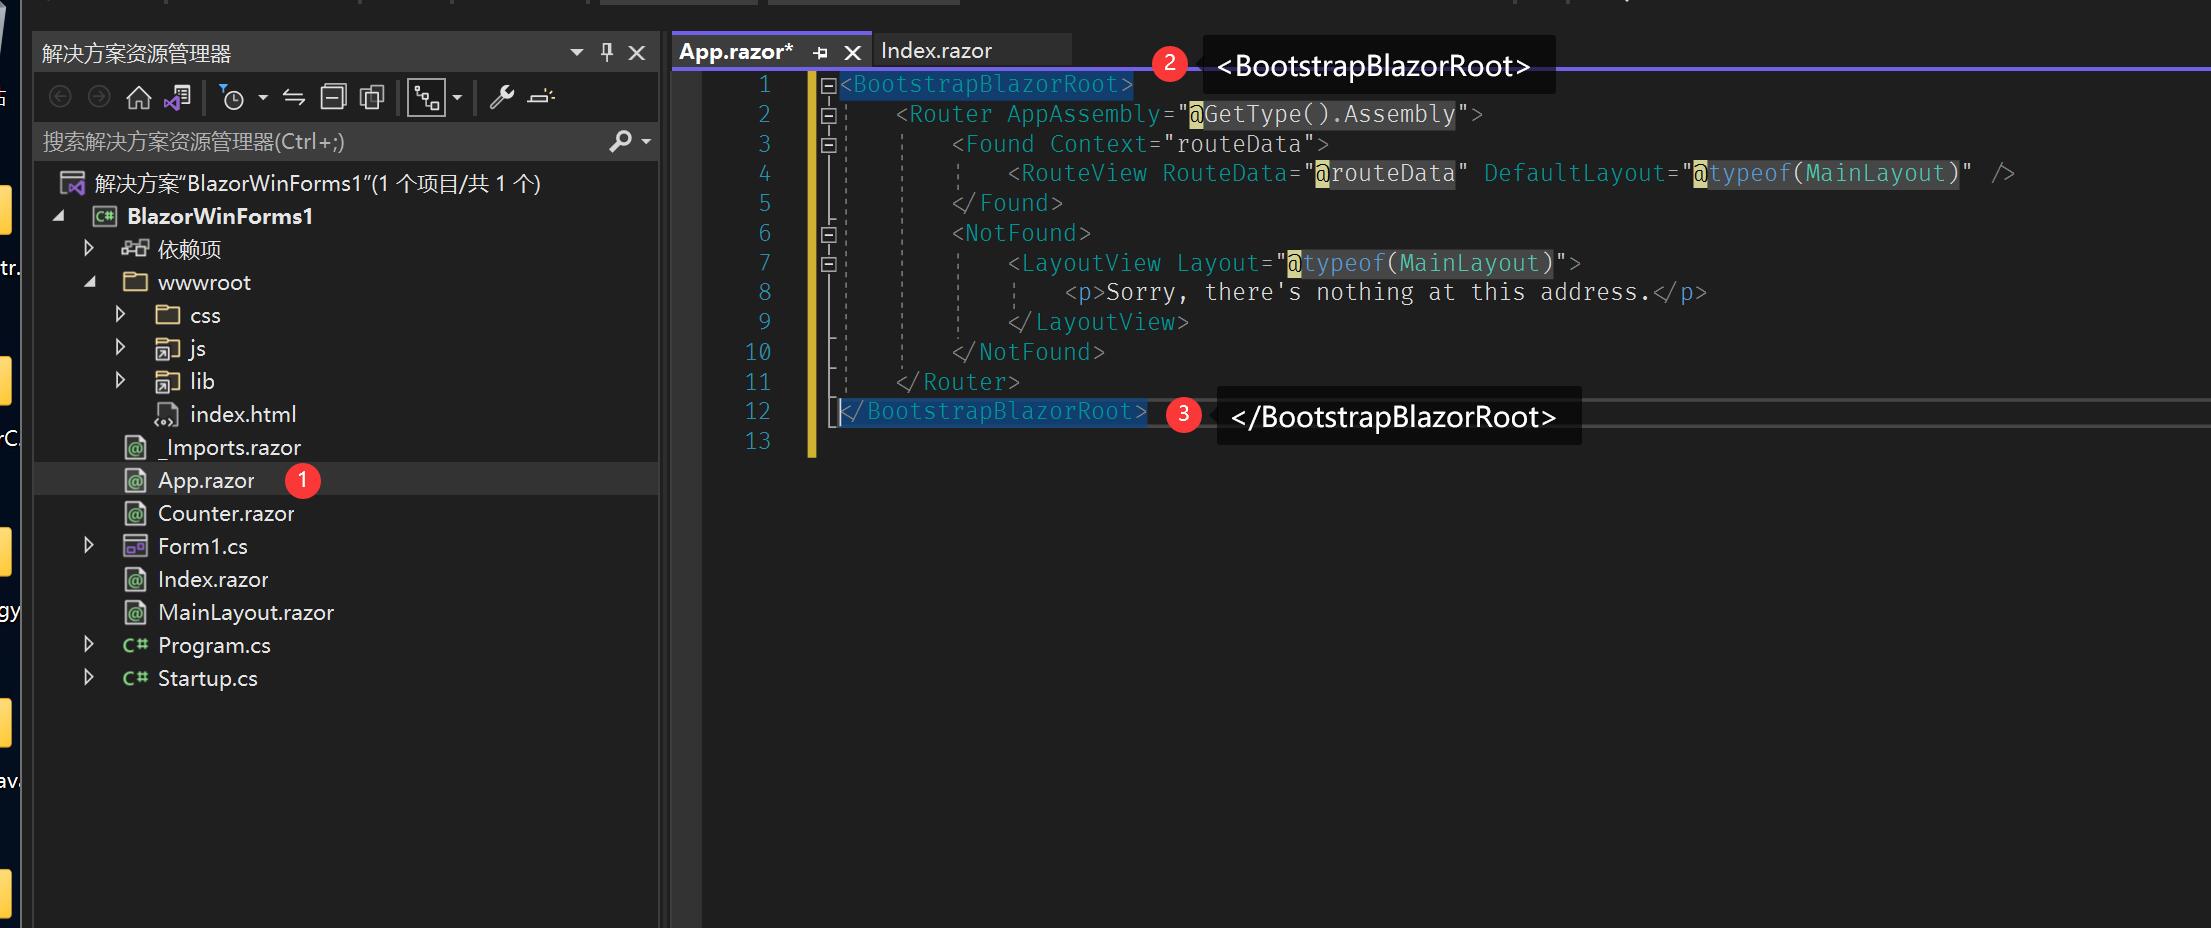 解决方案资源管理器
搜索解决方案资源管理器(Ctrl+;)
解决方案“BlazorWinForms1”(1 个项目/共 1 个)
BlazorWinForms1
依赖项
wwwroot
css
js
lib
index.html
_Imports.razor
App.razor 1
Counter.razor
Form1.cs
Index.razor
MainLayout.razor
C# Program.cs
C# Startup.cs
App.razor* Index.razor
2 <BootstrapBlazorRoot>
1 <BootstrapBlazorRoot>
2 <Router AppAssembly="@GetType().Assembly">
3 <Found Context="routeData">
4 <RouteView RouteData="@routeData" DefaultLayout="@typeof(MainLayout)" />
5 </Found>
6 <NotFound>
7 <LayoutView Layout="@typeof(MainLayout)">
8 <p>Sorry, there's nothing at this address.</p>
9 </LayoutView>
10 </NotFound>
11 </Router>
12 </BootstrapBlazorRoot> 3 </BootstrapBlazorRoot>
13